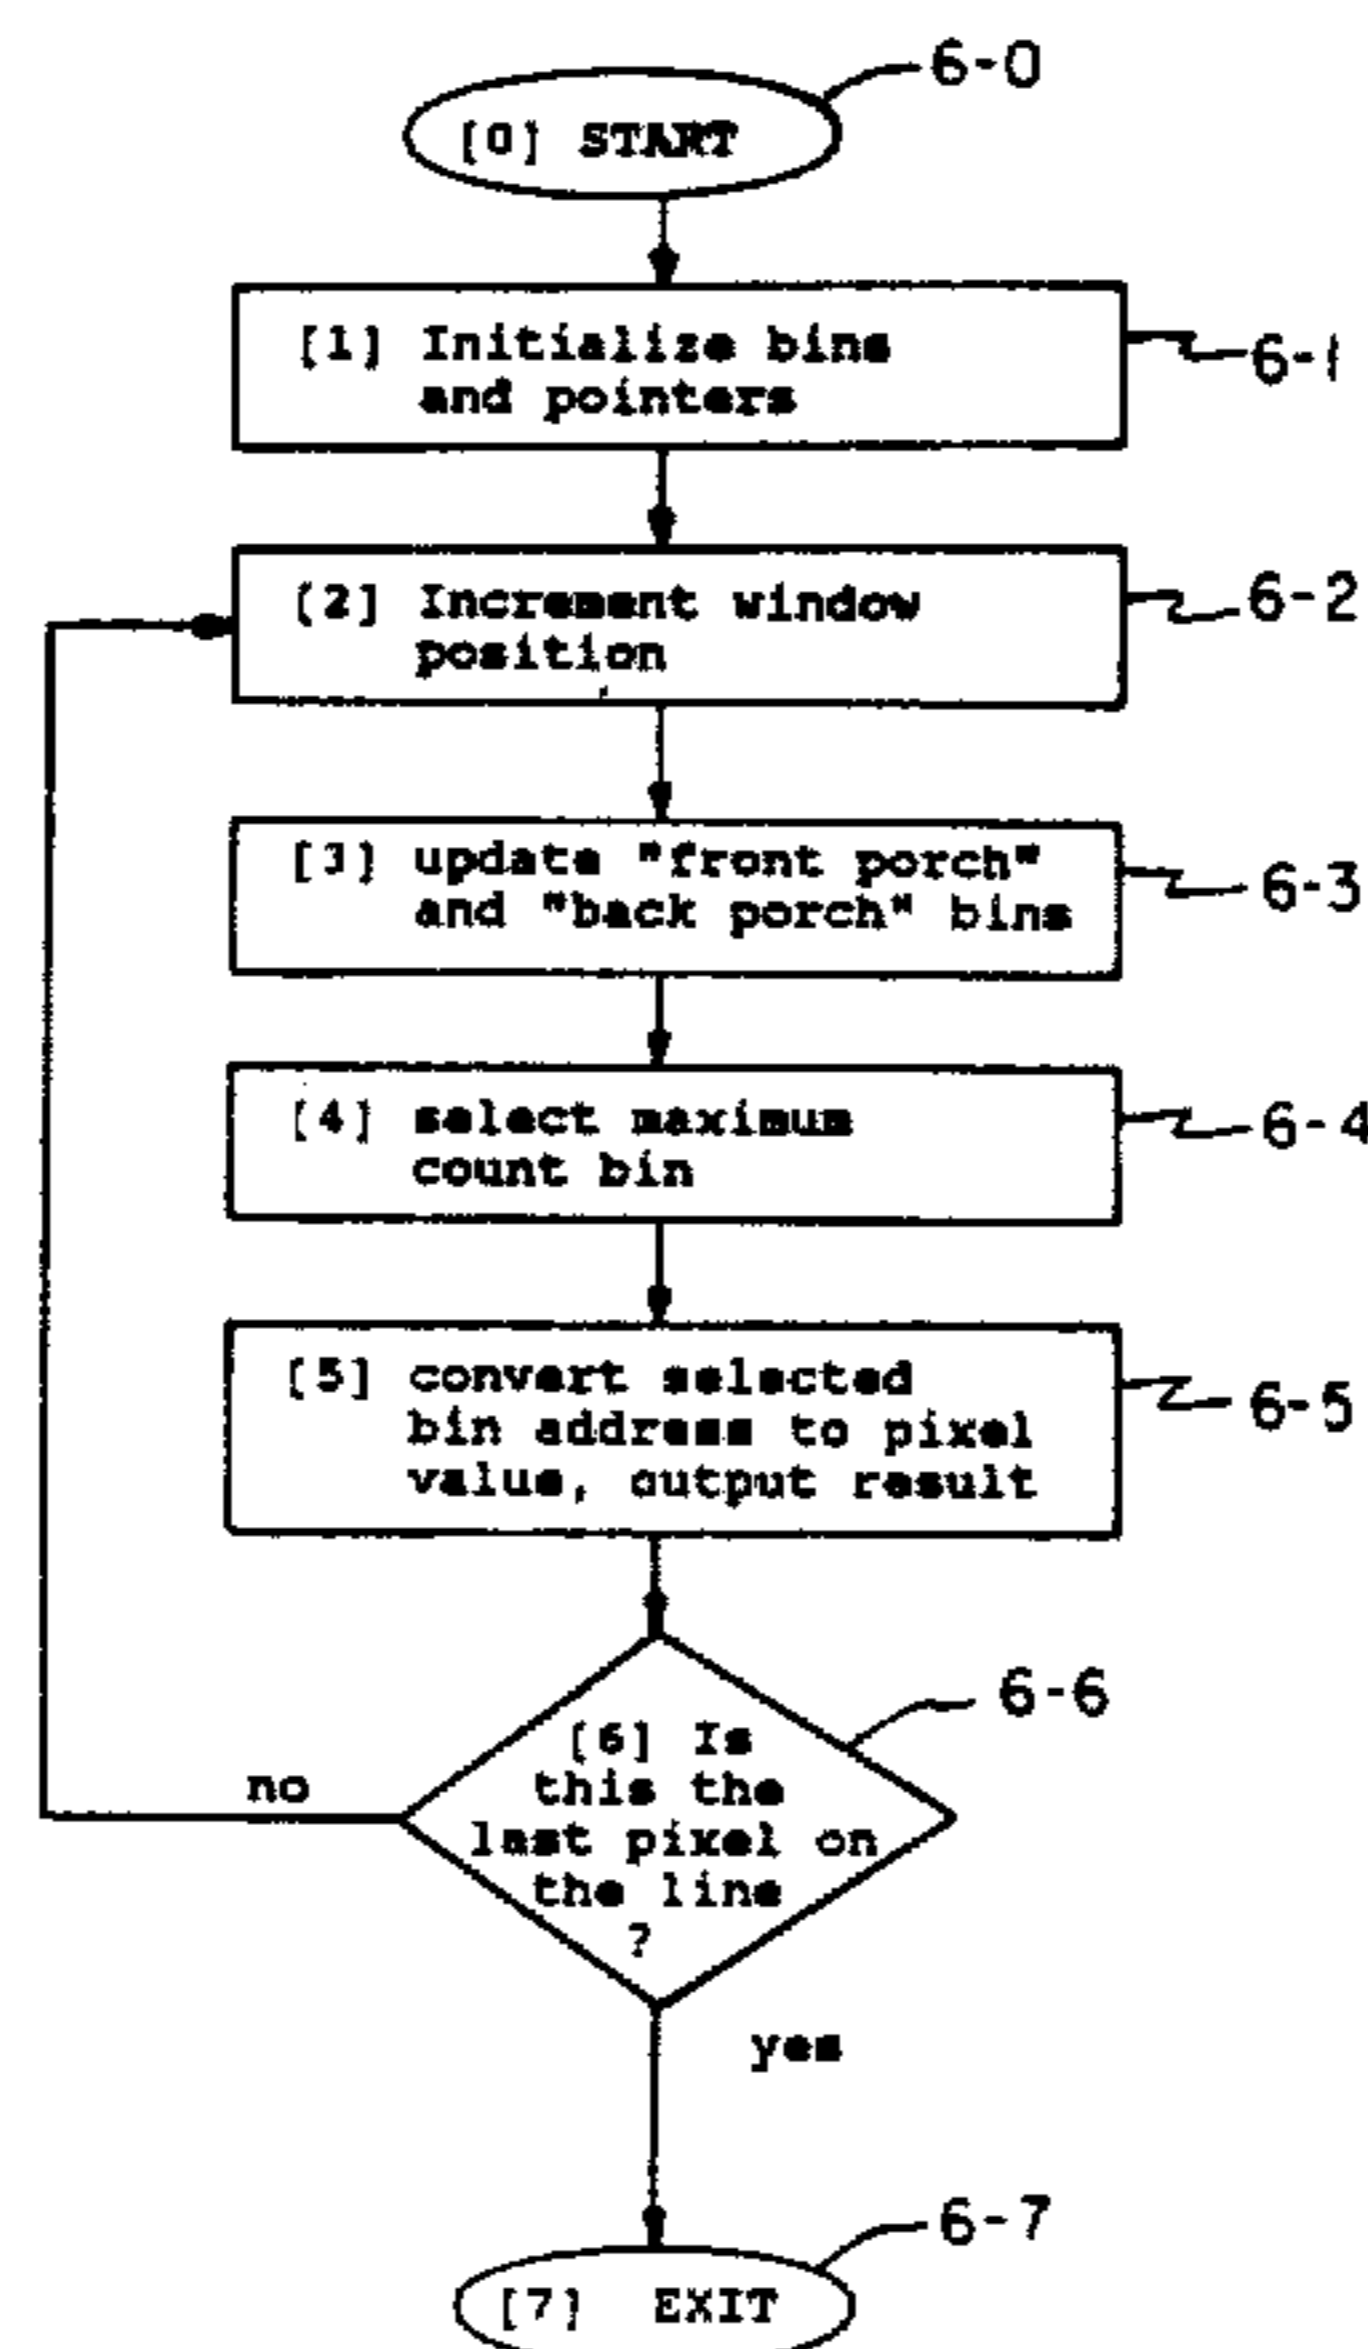 6-0
[0] START
[1] Initialize bins
and pointers
6-1
[2] Increment window
position
6-2
[3] update "front porch"
and "back porch" bins
6-3
[4] select maximum
count bin
6-4
[5] convert selected
bin address to pixel
value, output result
6-5
[6] Is
this the
last pixel on
the line
?
6-6
no
yes
6-7
[7] EXIT